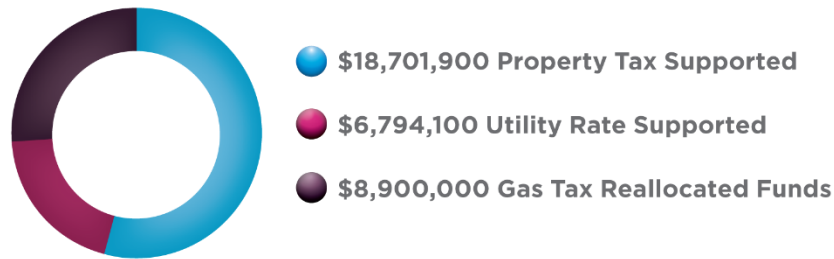 $18,701,900 Property Tax Supported
$6,794,100 Utility Rate Supported
$8,900,000 Gas Tax Reallocated Funds